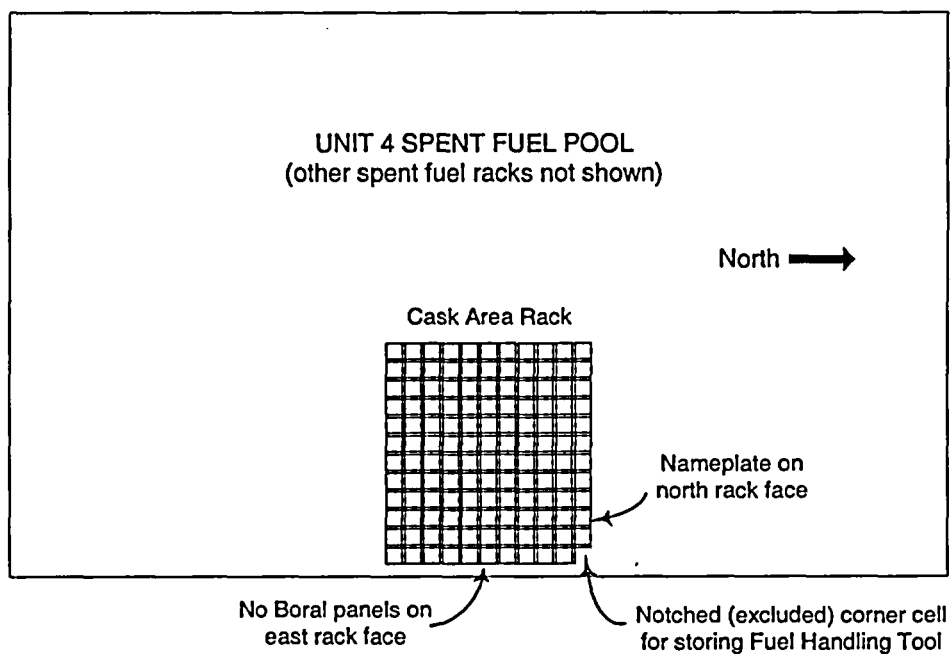 UNIT 4 SPENT FUEL POOL
(other spent fuel racks not shown)
North
Cask Area Rack
Nameplate on
north rack face
No Boral panels on
east rack face
Notched (excluded) corner cell
for storing Fuel Handling Tool